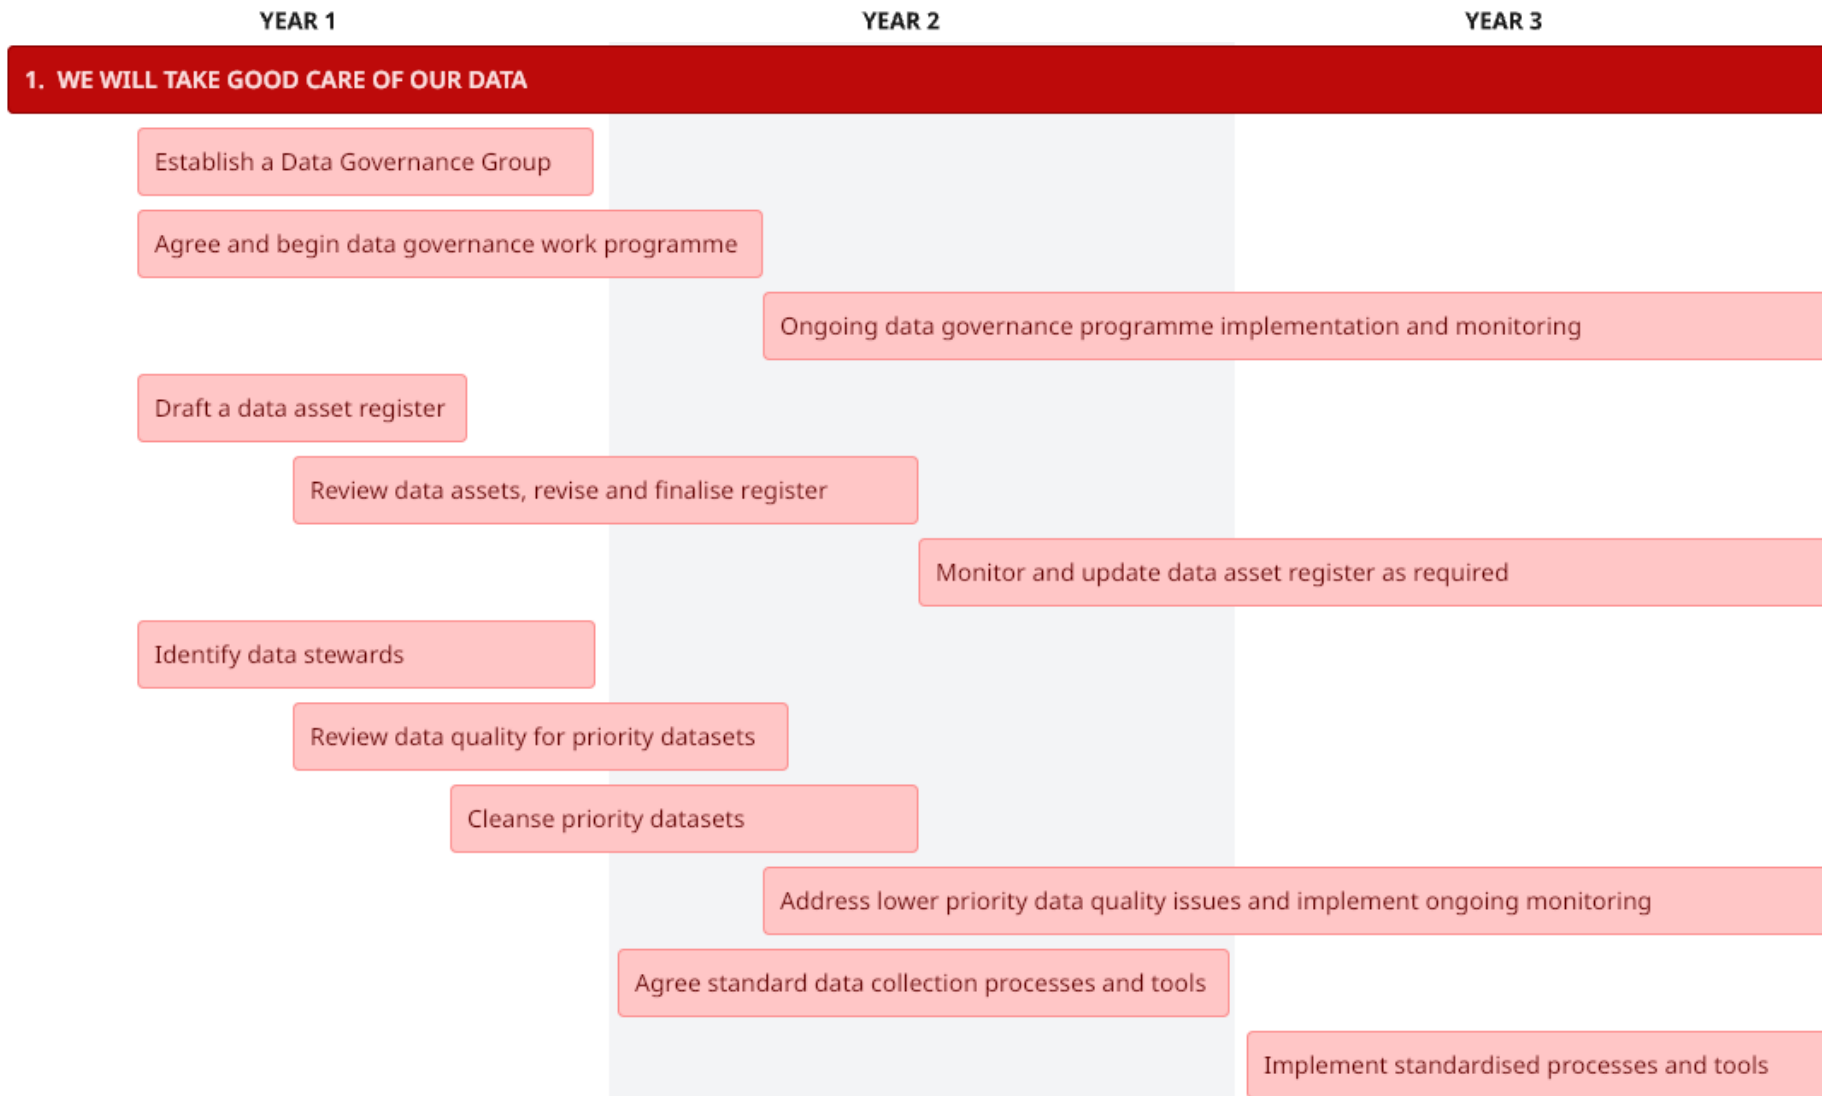 YEAR 1 YEAR 2 YEAR 3
1. WE WILL TAKE GOOD CARE OF OUR DATA
Establish a Data Governance Group
Agree and begin data governance work programme
Ongoing data governance programme implementation and monitoring
Draft a data asset register
Review data assets, revise and finalise register
Monitor and update data asset register as required
Identify data stewards
Review data quality for priority datasets
Cleanse priority datasets
Address lower priority data quality issues and implement ongoing monitoring
Agree standard data collection processes and tools
Implement standardised processes and tools